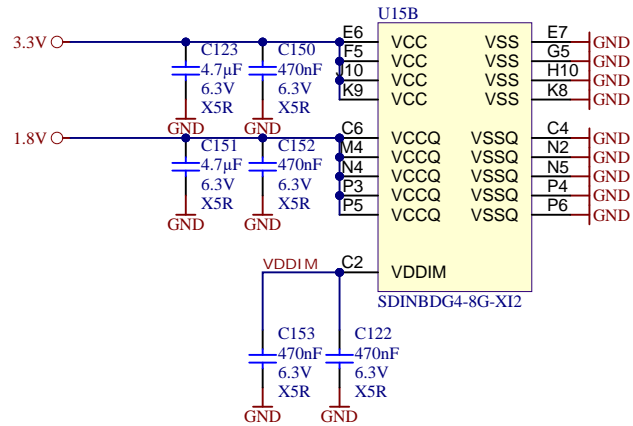 U15B
3.3V
E6 VCC VSS E7 GND
F5 VCC VSS G5 GND
J10 VCC VSS H10 GND
K9 VCC VSS K8 GND
C123 C150
4.7µF 470nF
6.3V 6.3V
X5R X5R
GND GND
1.8V
C6 VCCQ VSSQ C4 GND
M4 VCCQ VSSQ N2 GND
N4 VCCQ VSSQ N5 GND
P3 VCCQ VSSQ P4 GND
P5 VCCQ VSSQ P6 GND
C151 C152
4.7µF 470nF
6.3V 6.3V
X5R X5R
GND GND
VDDIM C2 VDDIM
SDINBDG4-8G-XI2
C153 C122
470nF 470nF
6.3V 6.3V
X5R X5R
GND GND